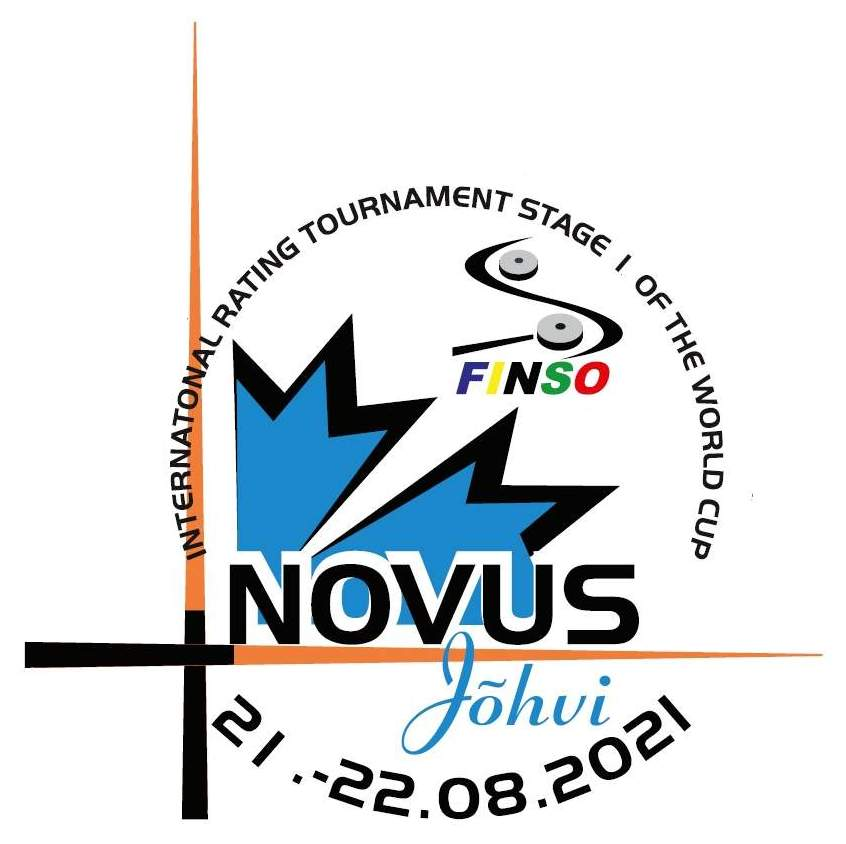 INTERNATONAL RATING TOURNAMENT STAGE I OF THE WORLD CUP
FINSO
NOVUS
Jõhvi
21.-22.08.2021